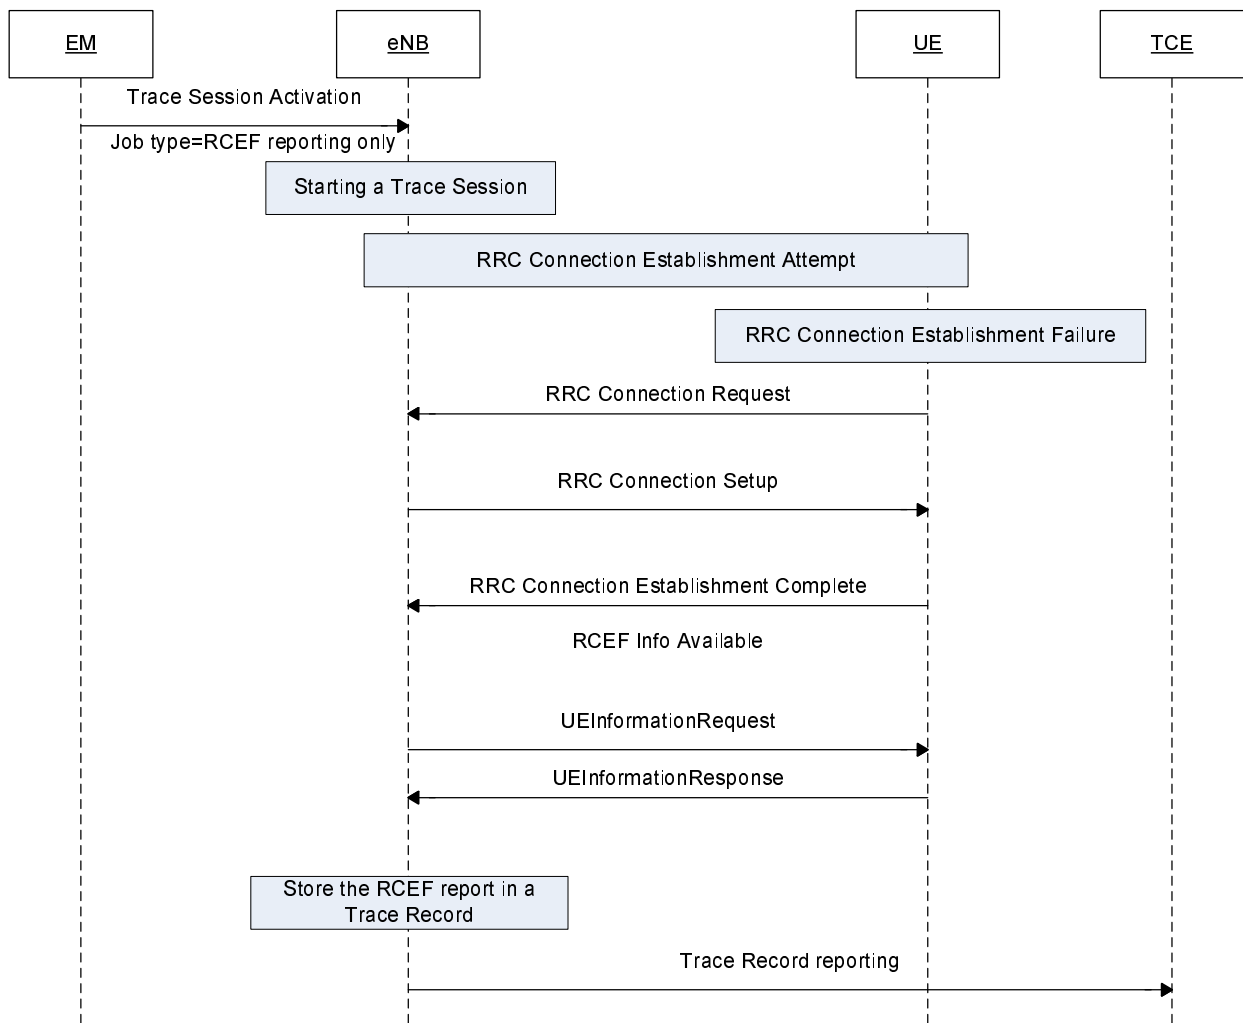 EM
eNB
UE
TCE
Trace Session Activation
Job type=RCEF reporting only
Starting a Trace Session
RRC Connection Establishment Attempt
RRC Connection Establishment Failure
RRC Connection Request
RRC Connection Setup
RRC Connection Establishment Complete
RCEF Info Available
UEInformationRequest
UEInformationResponse
Store the RCEF report in a
Trace Record
Trace Record reporting